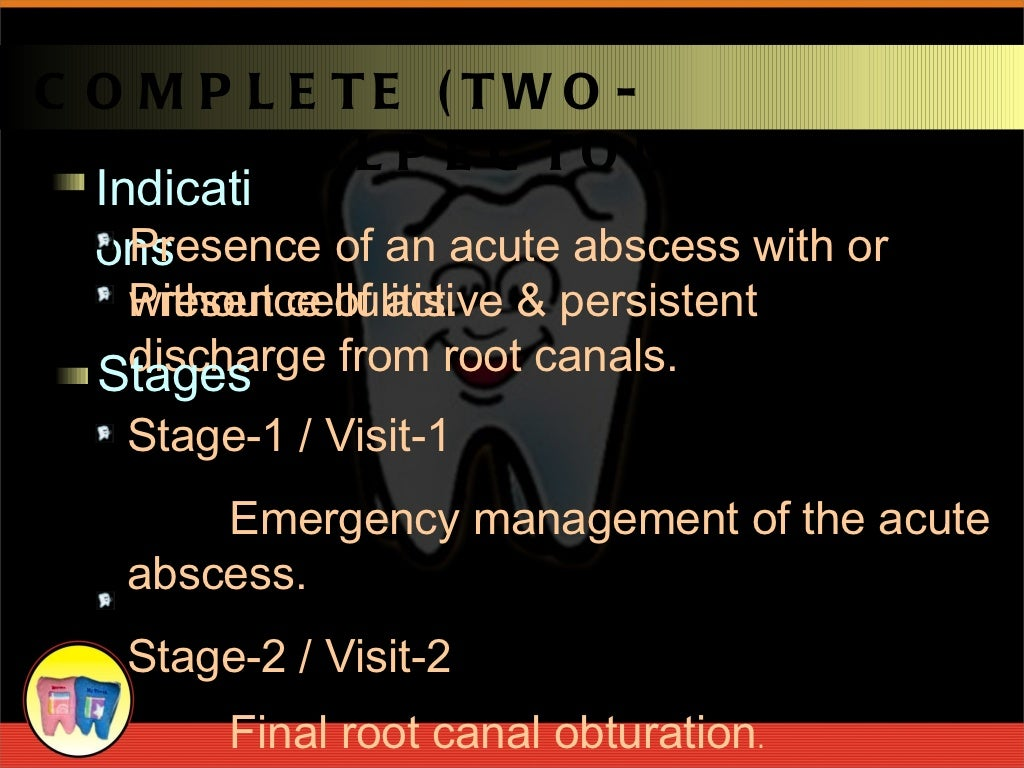 COMPLETE (TWO-
Indicati
ons
Presence of an acute abscess with or
without cellulitis.
Presence of active & persistent
discharge from root canals.
Stages
Stage-1 / Visit-1
Emergency management of the acute
abscess.
Stage-2 / Visit-2
Final root canal obturation.